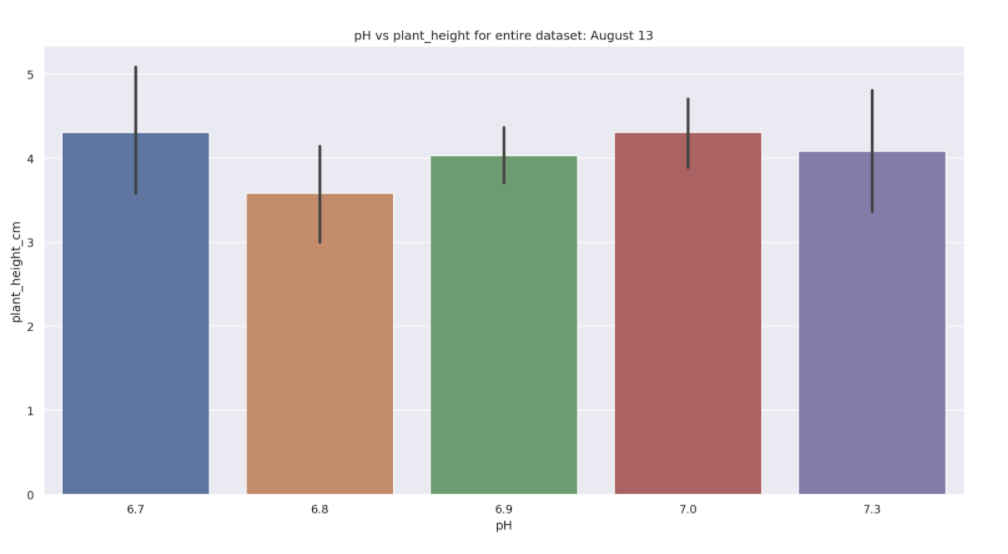 pH vs plant_height for entire dataset: August 13
plant_height_cm
5
4
3
2
1
0
6.7 6.8 6.9 7.0 7.3
pH